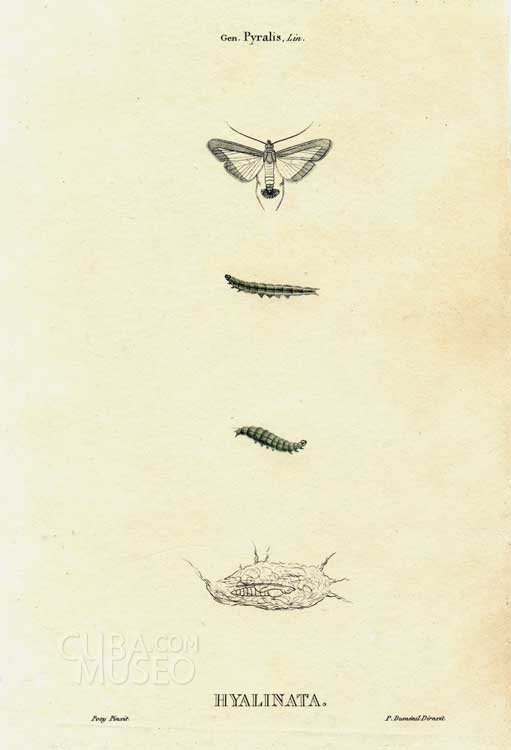 Gen. Pyralis, Lin.
CUBA.COM
MUSEO
HYALINATA.
Poey Pinxit.
P. Duménil Direxit.